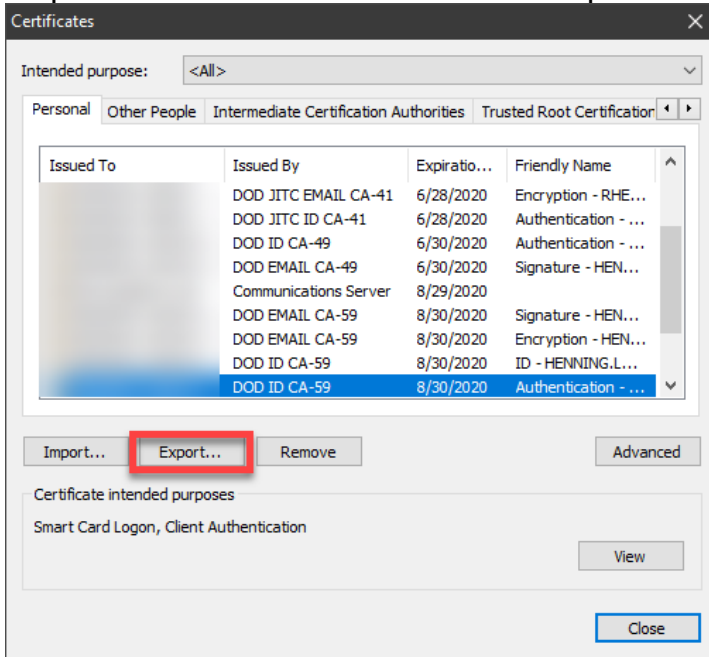 Certificates
Intended purpose: <All>
Personal Other People Intermediate Certification Authorities Trusted Root Certification
Issued To Issued By Expiratio... Friendly Name
DOD JITC EMAIL CA-41 6/28/2020 Encryption - RHE...
DOD JITC ID CA-41 6/28/2020 Authentication - ...
DOD ID CA-49 6/30/2020 Authentication - ...
DOD EMAIL CA-49 6/30/2020 Signature - HEN...
Communications Server 8/29/2020
DOD EMAIL CA-59 8/30/2020 Signature - HEN...
DOD EMAIL CA-59 8/30/2020 Encryption - HEN...
DOD ID CA-59 8/30/2020 ID - HENNING.L...
DOD ID CA-59 8/30/2020 Authentication - ...
Import... Export... Remove Advanced
Certificate intended purposes
Smart Card Logon, Client Authentication
View
Close